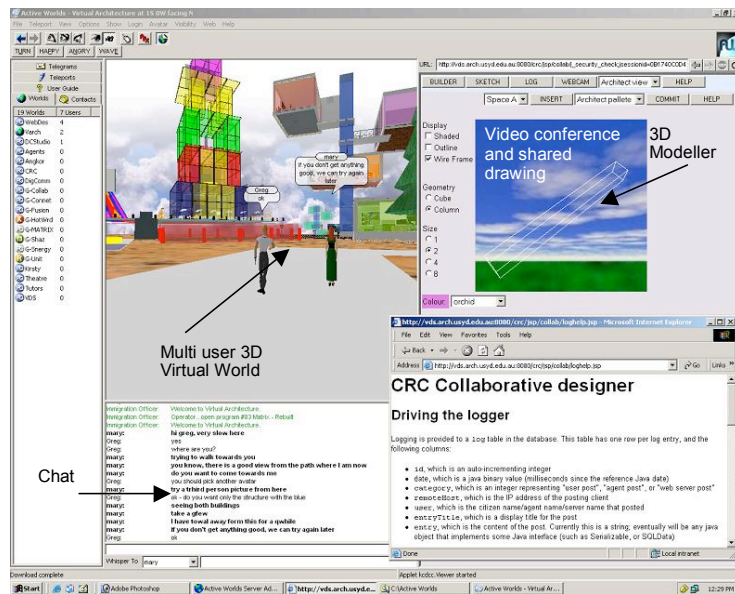 Active Worlds - Virtual Architecture at 15.0W facing N
File Teleport View Options Show Login Avatar Visibility Web Help
TURN HAPPY ANGRY WAVE
Telegrams
Teleports
User Guide
Worlds Contacts
19 Worlds 7 Users
WebDes 4
Varch 2
DCStudio 1
Agents 0
Angkor 0
CRC 0
DigComm 0
G-Collab 0
G-Connet 0
G-Fusion 0
G-HotWrd 0
G-MATRIX 0
G-Shaz 0
G-Snergy 0
G-Unit 0
Kirsty 0
Theatre 0
Tutors 0
VDS 0
mary
if you don't get anything
good, we can try again
later
Greg
ok
Multi user 3D
Virtual World
URL: http://vds.arch.usyd.edu.au:8080/crc/jsp/collab/j_security_check;jsessionid=0B1740C0D4
BUILDER SKETCH LOG WEBCAM Architect view HELP
Space A INSERT Architect pallete COMMIT HELP
Display
Shaded
Outline
Wire Frame
Geometry
Cube
Column
Size
1
2
4
8
Colour: orchid
Video conference
and shared
drawing
3D
Modeller
Chat
Immigration Officer: Welcome to Virtual Architecture.
Immigration Officer: Operator.. open program #83 Matrix - Rebuilt
Immigration Officer: Welcome to Virtual Architecture.
mary: hi greg, very slow here
Greg: yes
Greg: where are you?
mary: trying to walk towards you
mary: you know, there is a good view from the path where I am now
mary: do you want to come towards me
Greg: you should pick another avatar
mary: try a trhird person picture from here
Greg: ok - do you want only the structure with the blue
mary: seeing both buildings
mary: take a gfew
mary: I have towal away form this for a qwhile
mary: if you don't get anything good, we can try again later
Greg: ok
Whisper To mary
http://vds.arch.usyd.edu.au:8080/crc/jsp/collab/loghelp.jsp - Microsoft Internet Explorer
File Edit View Favorites Tools Help
Back
Address http://vds.arch.usyd.edu.au:8080/crc/jsp/collab/loghelp.jsp Go Links
CRC Collaborative designer
Driving the logger
Logging is provided to a log table in the database. This table has one row per log entry, and the
following columns:
id, which is an auto-incrementing integer
date, which is a java binary value (milliseconds since the reference Java date)
category, which is an integer representing "user post", "agent post", or "web server post"
remoteHost, which is the IP address of the posting client
user, which is the citizen name/agent name/server name that posted
entryTitle, which is a display title for the post
entry, which is the content of the post. Currently this is a string; eventually will be any java
object that implements some Java interface (such as Serializable, or SQLData)
Done Local intranet
Download complete Applet kcdcc.Viewer started
Start Adobe Photoshop Active Worlds Server Ad... http://vds.arch.usyd.e... C:\Active Worlds Active Worlds - Virtual Ar... 12:29 PM